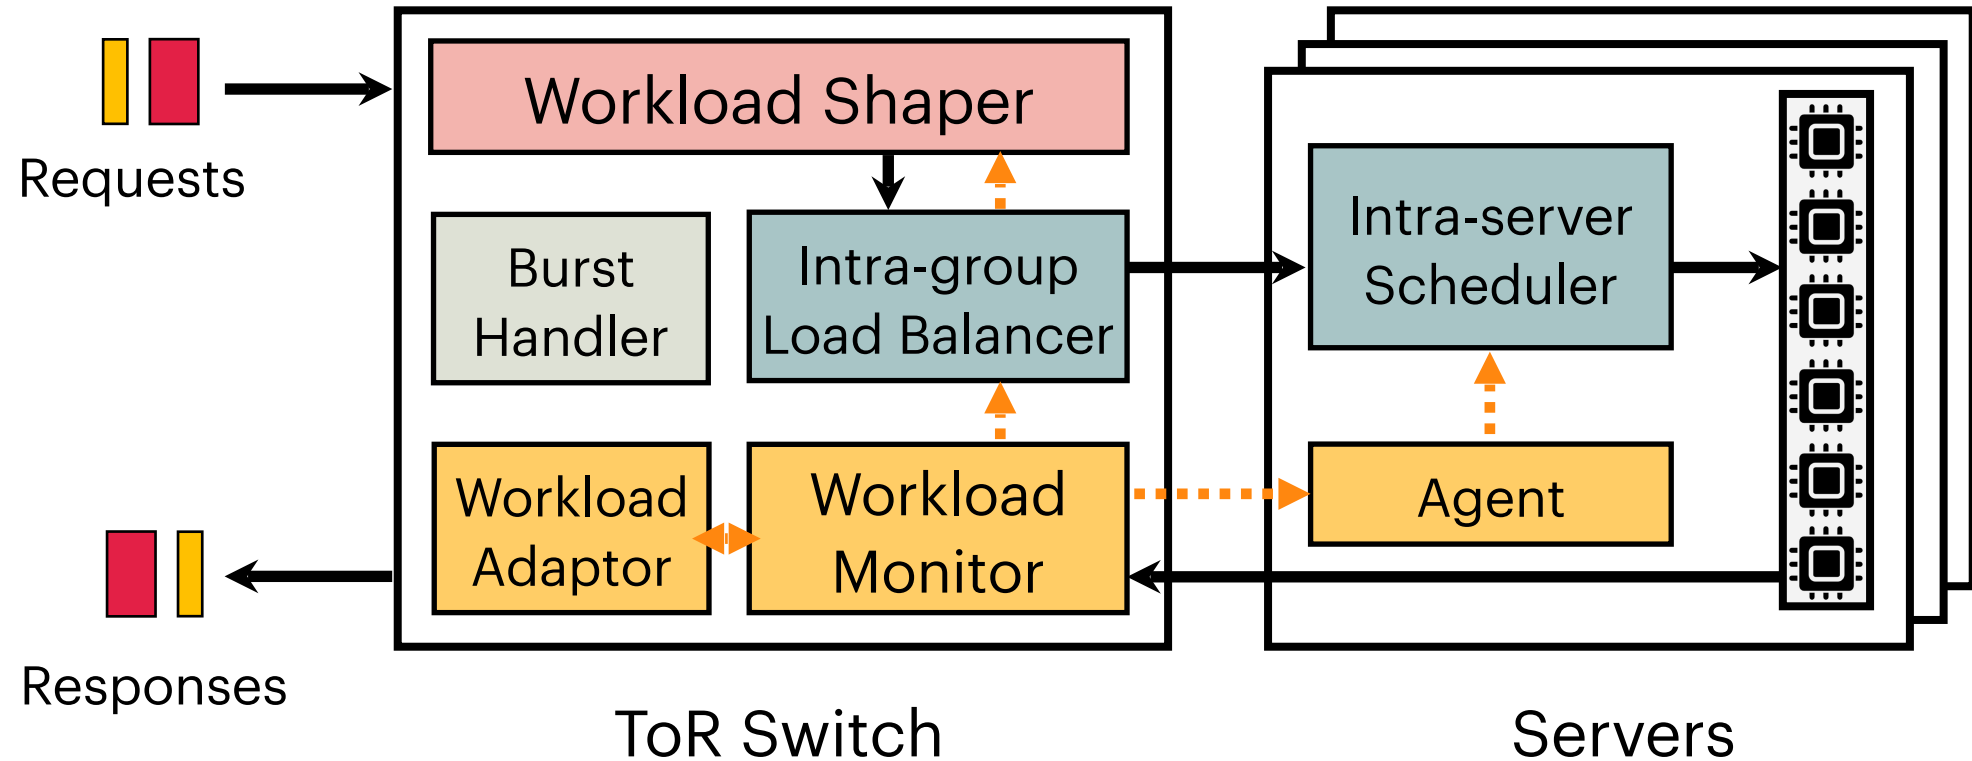 Requests
Workload Shaper
Burst
Handler
Intra-group
Load Balancer
Intra-server
Scheduler
Workload
Adaptor
Workload
Monitor
Agent
Responses
ToR Switch
Servers